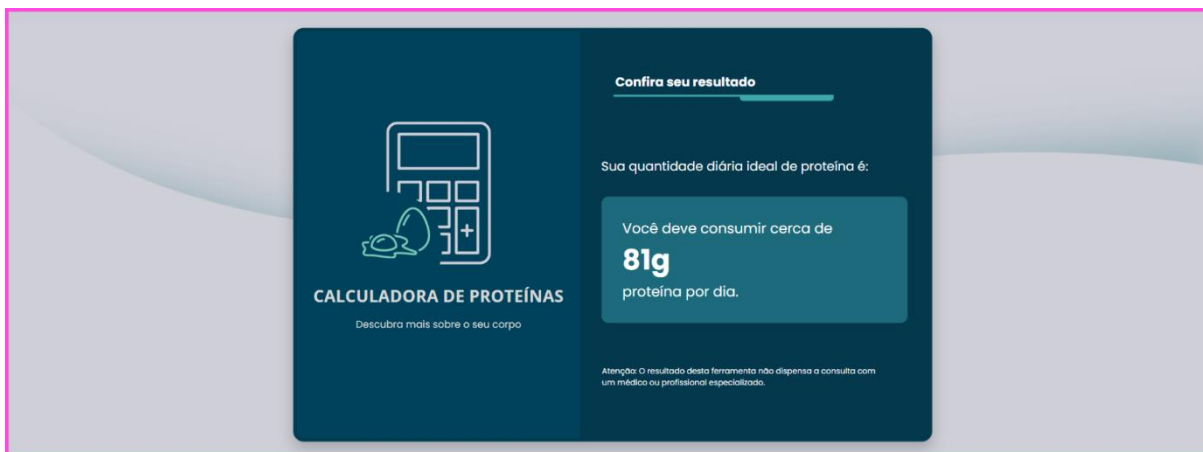 CALCULADORA DE PROTEÍNAS
Descubra mais sobre o seu corpo
Confira seu resultado
Sua quantidade diária ideal de proteína é:
Você deve consumir cerca de
81g
proteína por dia.
Atenção: O resultado desta ferramenta não dispensa a consulta com
um médico ou profissional especializado.